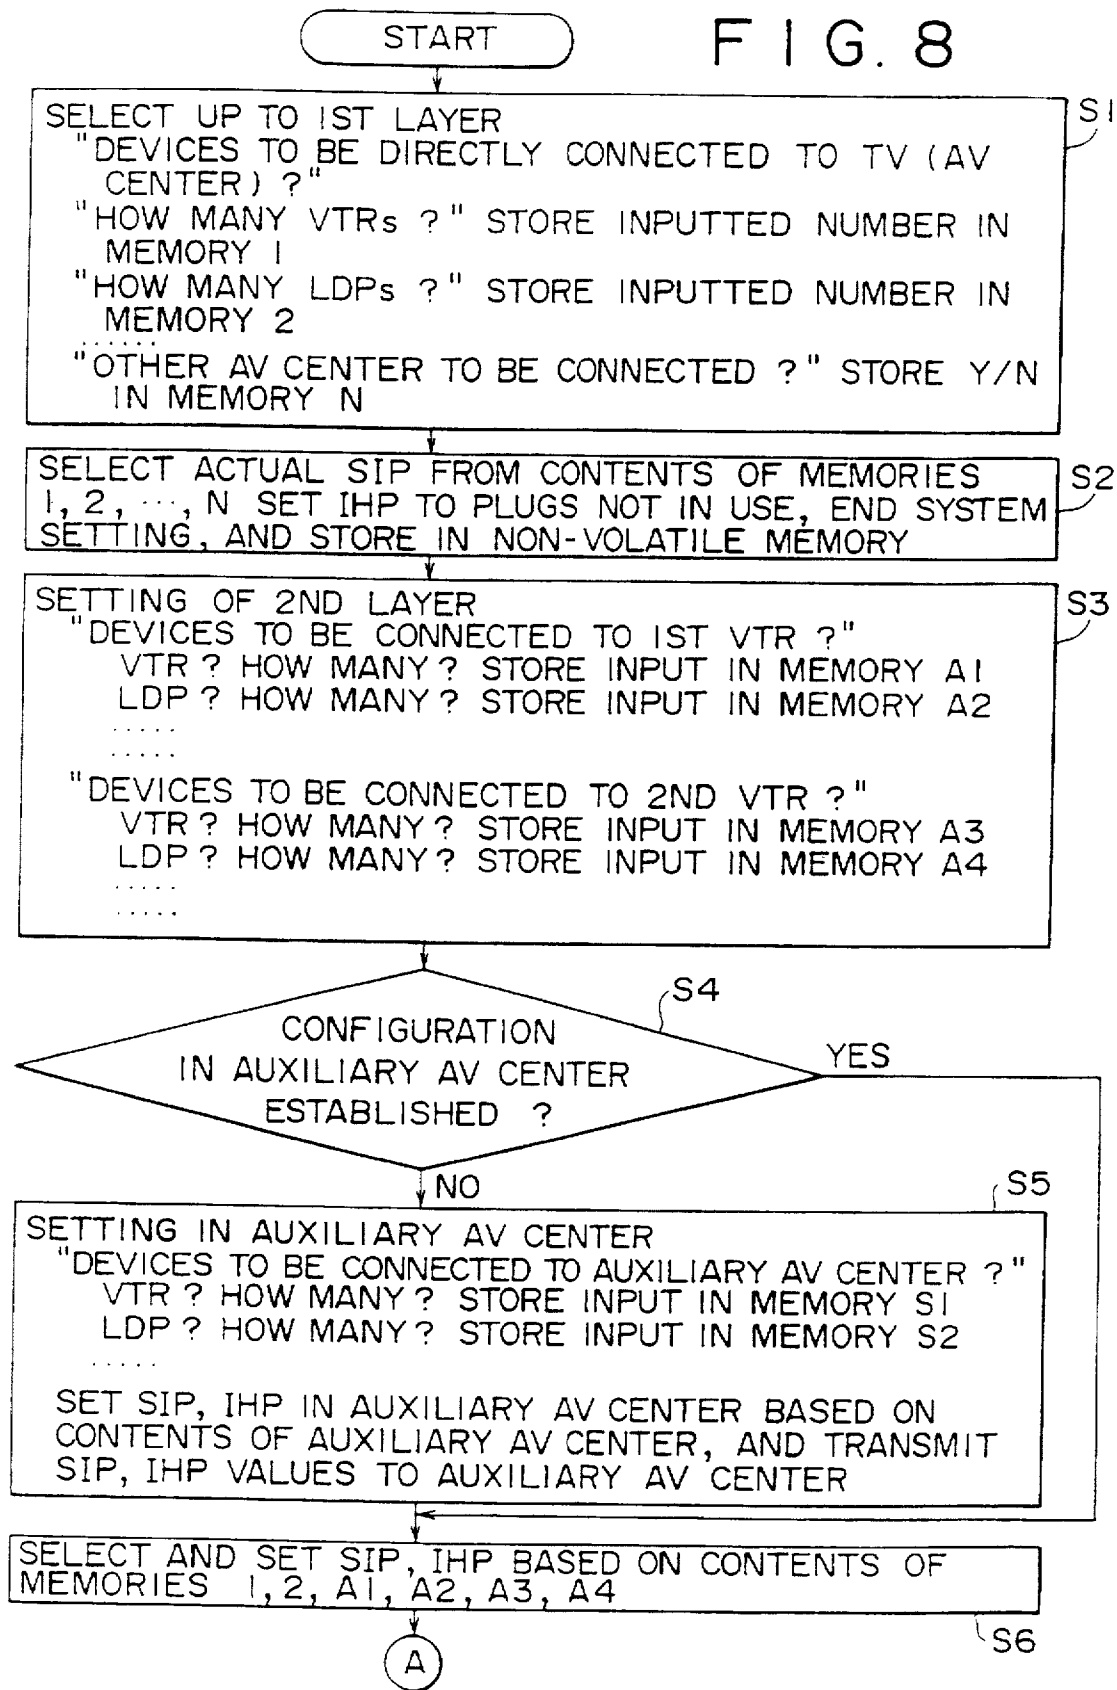 START
FIG. 8
S1
SELECT UP TO 1ST LAYER
"DEVICES TO BE DIRECTLY CONNECTED TO TV (AV
CENTER) ?"
"HOW MANY VTRs ?" STORE INPUTTED NUMBER IN
MEMORY 1
"HOW MANY LDPs ?" STORE INPUTTED NUMBER IN
MEMORY 2
......
"OTHER AV CENTER TO BE CONNECTED ?" STORE Y/N
IN MEMORY N
S2
SELECT ACTUAL SIP FROM CONTENTS OF MEMORIES
1, 2, ..., N SET IHP TO PLUGS NOT IN USE, END SYSTEM
SETTING, AND STORE IN NON-VOLATILE MEMORY
S3
SETTING OF 2ND LAYER
"DEVICES TO BE CONNECTED TO 1ST VTR ?"
VTR ? HOW MANY ? STORE INPUT IN MEMORY A1
LDP ? HOW MANY ? STORE INPUT IN MEMORY A2
.....
.....
"DEVICES TO BE CONNECTED TO 2ND VTR ?"
VTR ? HOW MANY ? STORE INPUT IN MEMORY A3
LDP ? HOW MANY ? STORE INPUT IN MEMORY A4
.....
.....
S4
CONFIGURATION
IN AUXILIARY AV CENTER
ESTABLISHED ?
YES
NO
S5
SETTING IN AUXILIARY AV CENTER
"DEVICES TO BE CONNECTED TO AUXILIARY AV CENTER ?"
VTR ? HOW MANY ? STORE INPUT IN MEMORY S1
LDP ? HOW MANY ? STORE INPUT IN MEMORY S2
.....
SET SIP, IHP IN AUXILIARY AV CENTER BASED ON
CONTENTS OF AUXILIARY AV CENTER, AND TRANSMIT
SIP, IHP VALUES TO AUXILIARY AV CENTER
SELECT AND SET SIP, IHP BASED ON CONTENTS OF
MEMORIES 1, 2, A1, A2, A3, A4
S6
A